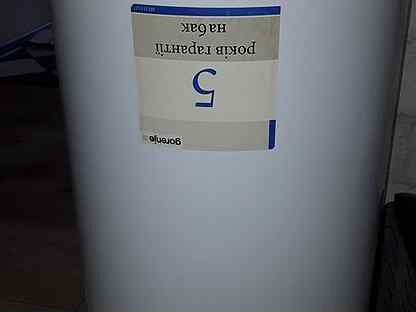 gorenje
5
років гарантії
на бак